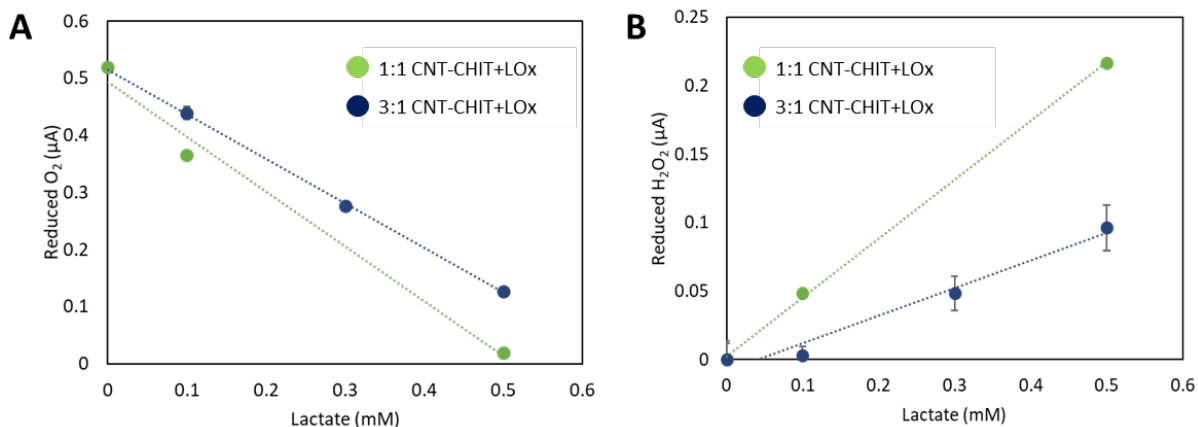 A
Reduced O₂ (µA)
0.6
0.5
0.4
0.3
0.2
0.1
0
1:1 CNT-CHIT+LOx
3:1 CNT-CHIT+LOx
0 0.1 0.2 0.3 0.4 0.5 0.6
Lactate (mM)
B
Reduced H₂O₂ (µA)
0.25
0.2
0.15
0.1
0.05
0
1:1 CNT-CHIT+LOx
3:1 CNT-CHIT+LOx
0 0.1 0.2 0.3 0.4 0.5 0.6
Lactate (mM)